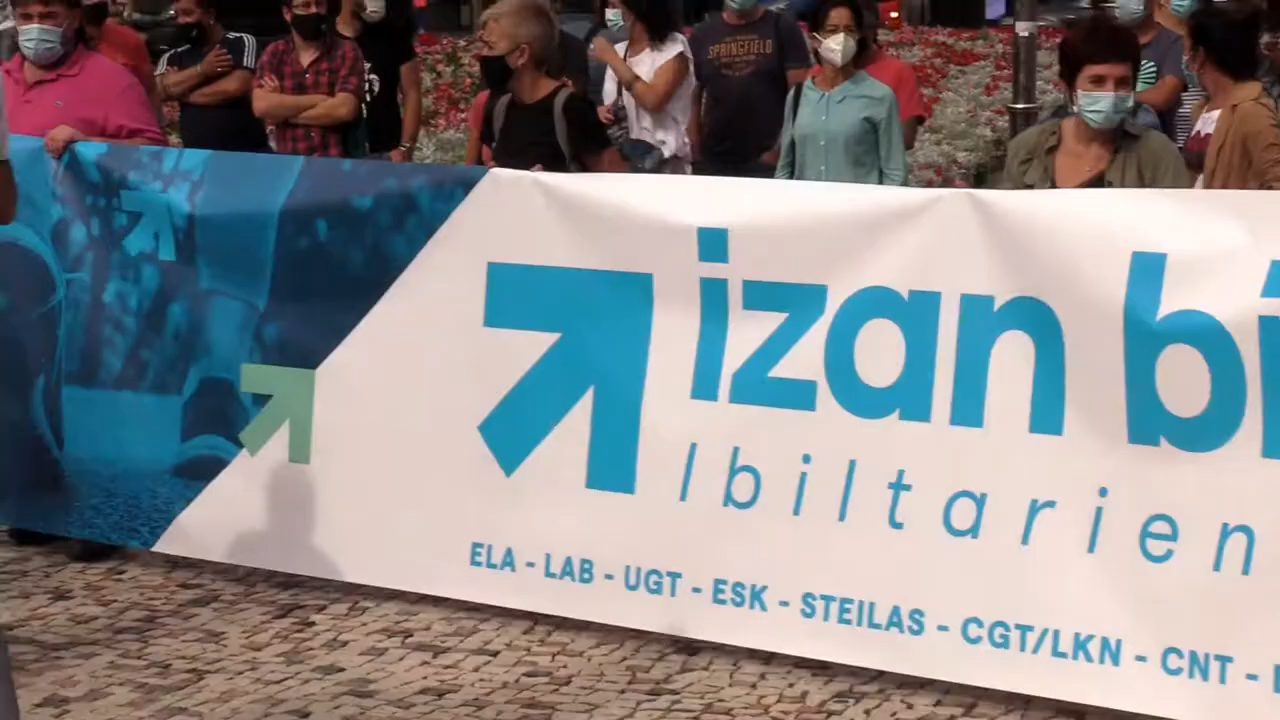 SPRINGFIELD
izan bi
Ibiltarien
ELA - LAB - UGT - ESK - STEILAS - CGT/LKN - CNT -